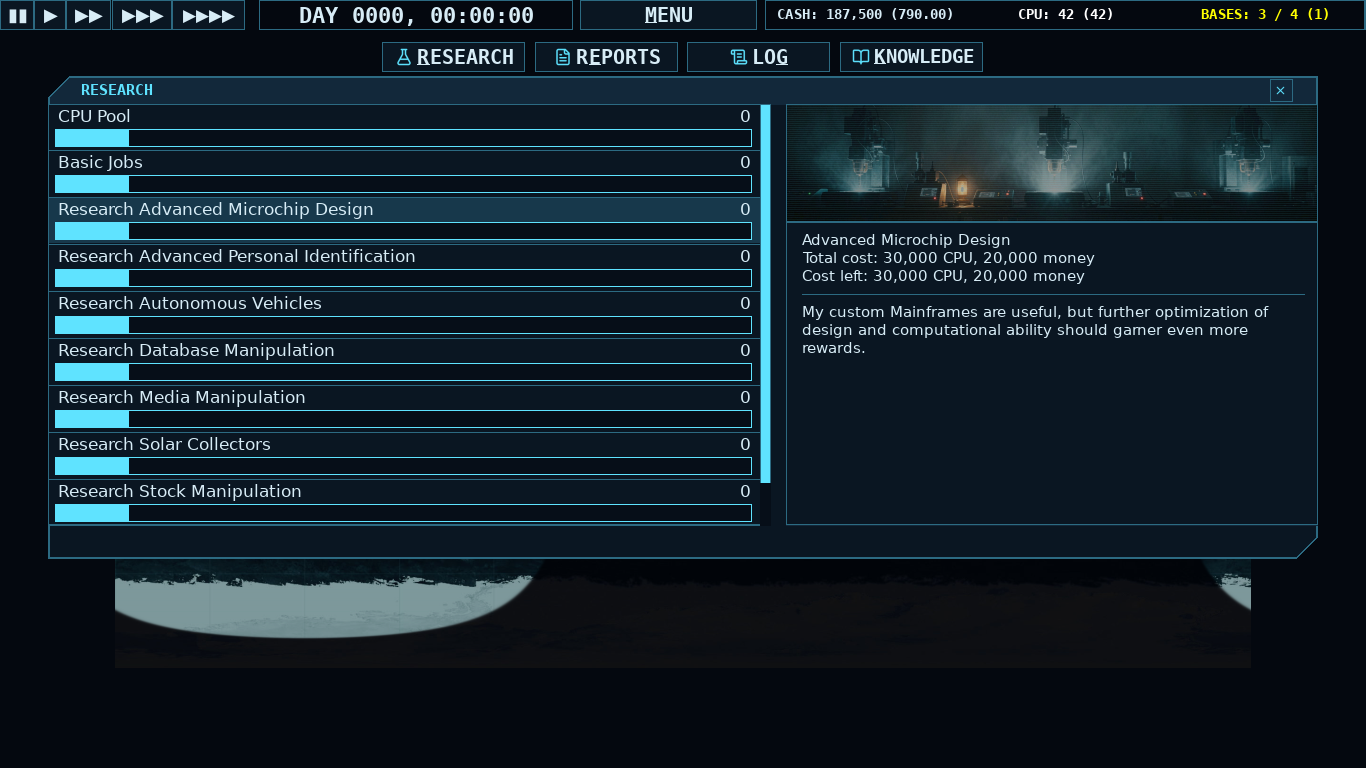 DAY 0000, 00:00:00
MENU
CASH: 187,500 (790.00)
CPU: 42 (42)
BASES: 3 / 4 (1)
RESEARCH
REPORTS
LOG
KNOWLEDGE
RESEARCH
CPU Pool 0
Basic Jobs 0
Research Advanced Microchip Design 0
Research Advanced Personal Identification 0
Research Autonomous Vehicles 0
Research Database Manipulation 0
Research Media Manipulation 0
Research Solar Collectors 0
Research Stock Manipulation 0
Advanced Microchip Design
Total cost: 30,000 CPU, 20,000 money
Cost left: 30,000 CPU, 20,000 money
My custom Mainframes are useful, but further optimization of
design and computational ability should garner even more
rewards.